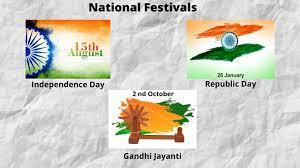 National Festivals
15th
August
Independence Day
26 January
Republic Day
2 nd October
Gandhi Jayanti